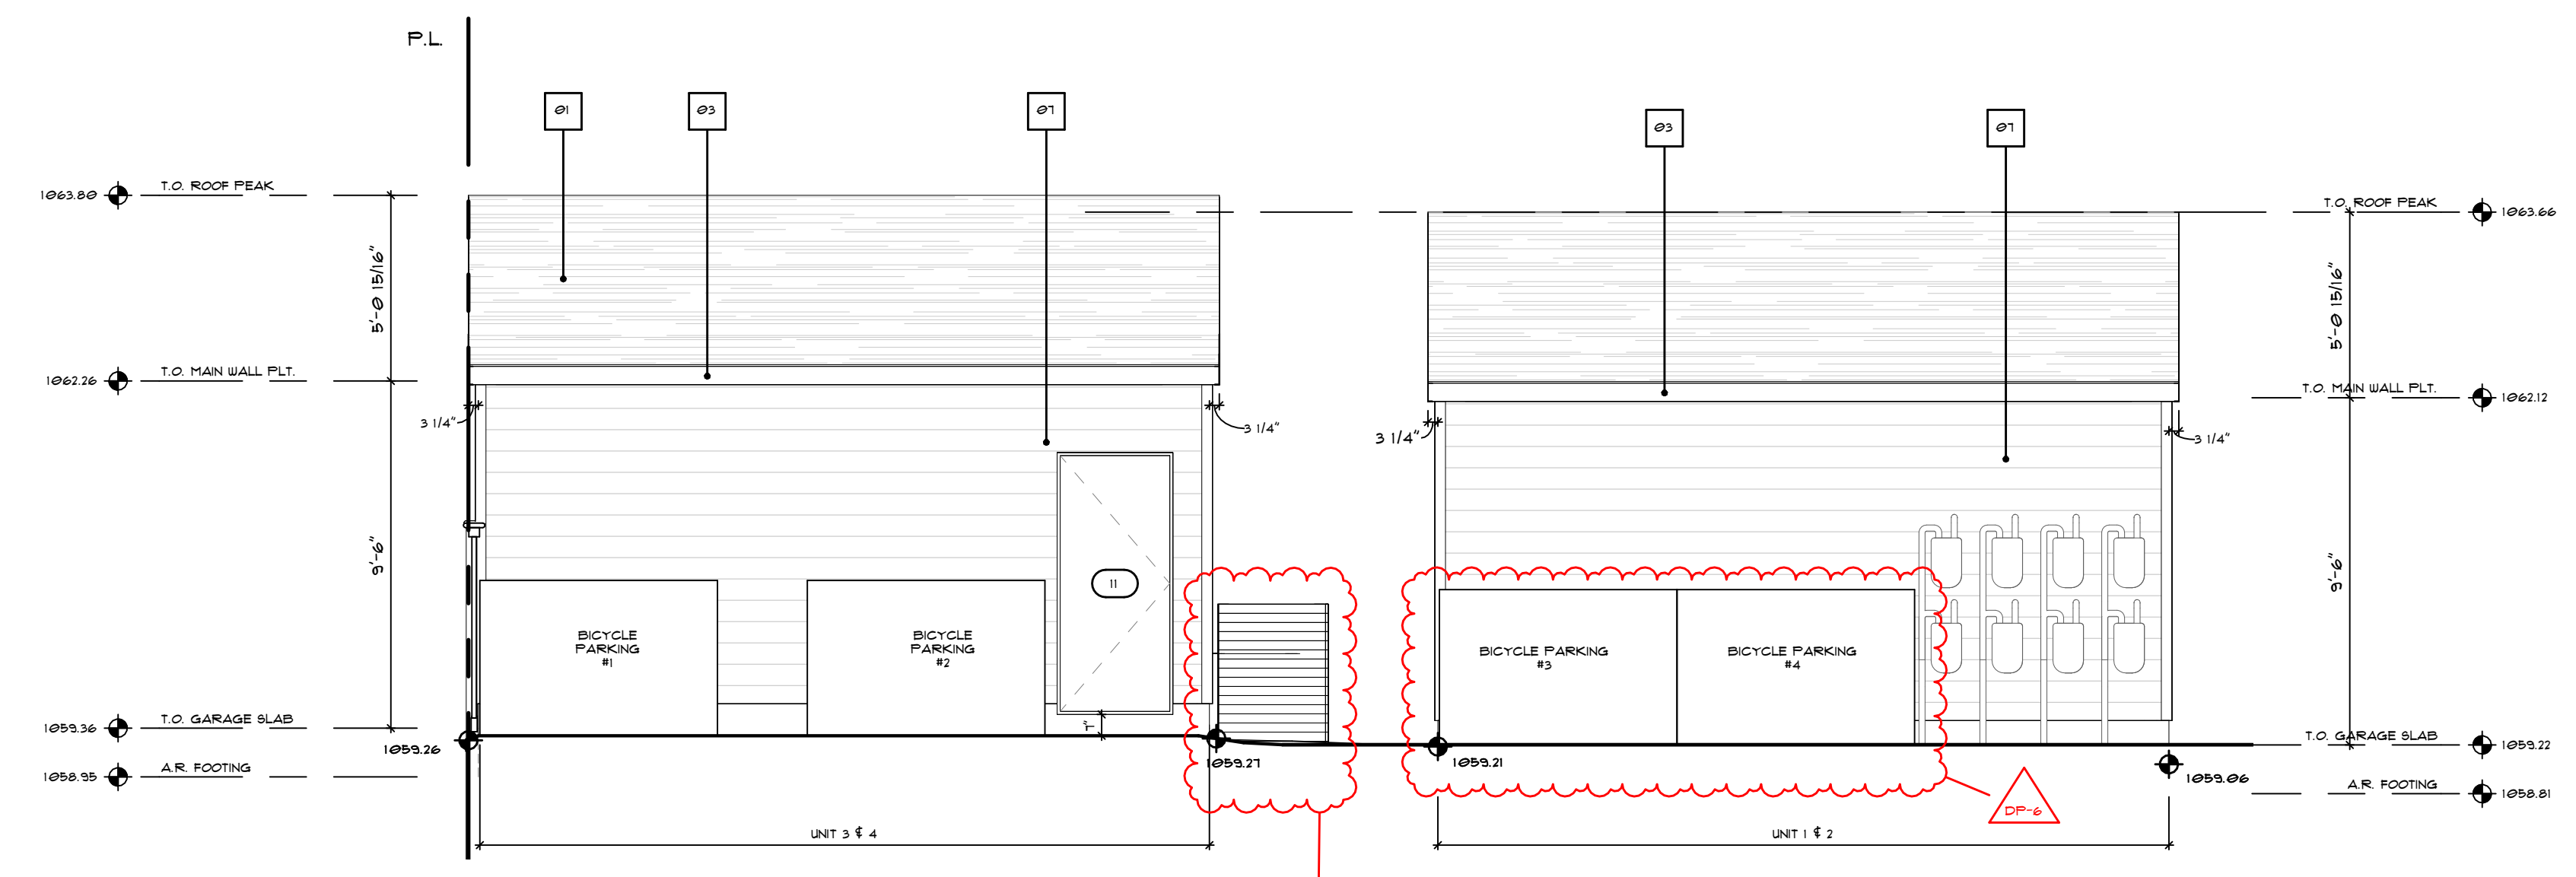 P.L.
01
03
07
03
07
1063.80
T.O. ROOF PEAK
T.O. ROOF PEAK
1063.66
5'-0 15/16"
5'-0 15/16"
1062.26
T.O. MAIN WALL PLT.
T.O. MAIN WALL PLT.
1062.12
3 1/4"
3 1/4"
3 1/4"
3 1/4"
9'-6"
9'-6"
11
BICYCLE
PARKING
#1
BICYCLE
PARKING
#2
BICYCLE PARKING
#3
BICYCLE PARKING
#4
1059.36
T.O. GARAGE SLAB
7"
T.O. GARAGE SLAB
1059.22
1059.26
1059.27
1059.21
1059.06
1058.95
A.R. FOOTING
A.R. FOOTING
1058.81
DP-6
UNIT 3 & 4
UNIT 1 & 2